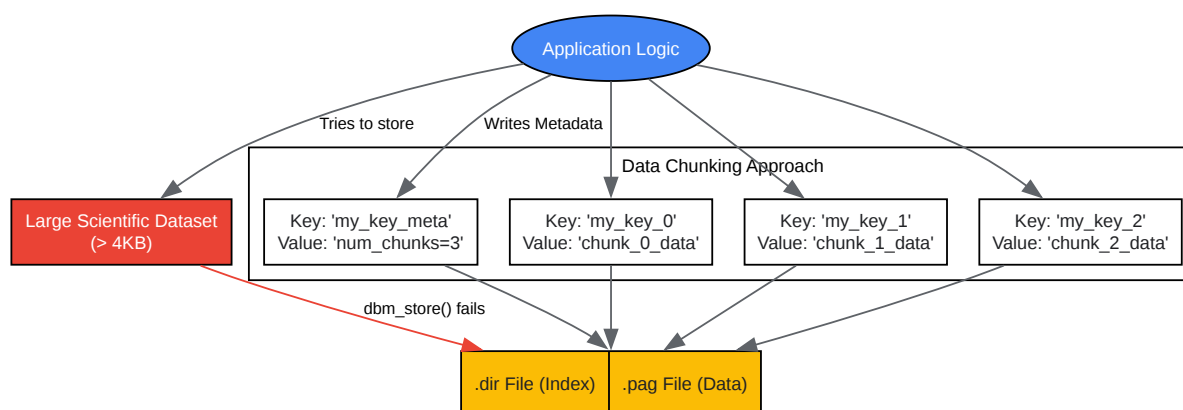 Application Logic
Tries to store
Writes Metadata
Data Chunking Approach
Large Scientific Dataset
(> 4KB)
Key: 'my_key_meta'
Value: 'num_chunks=3'
Key: 'my_key_0'
Value: 'chunk_0_data'
Key: 'my_key_1'
Value: 'chunk_1_data'
Key: 'my_key_2'
Value: 'chunk_2_data'
dbm_store() fails
.dir File (Index)
.pag File (Data)